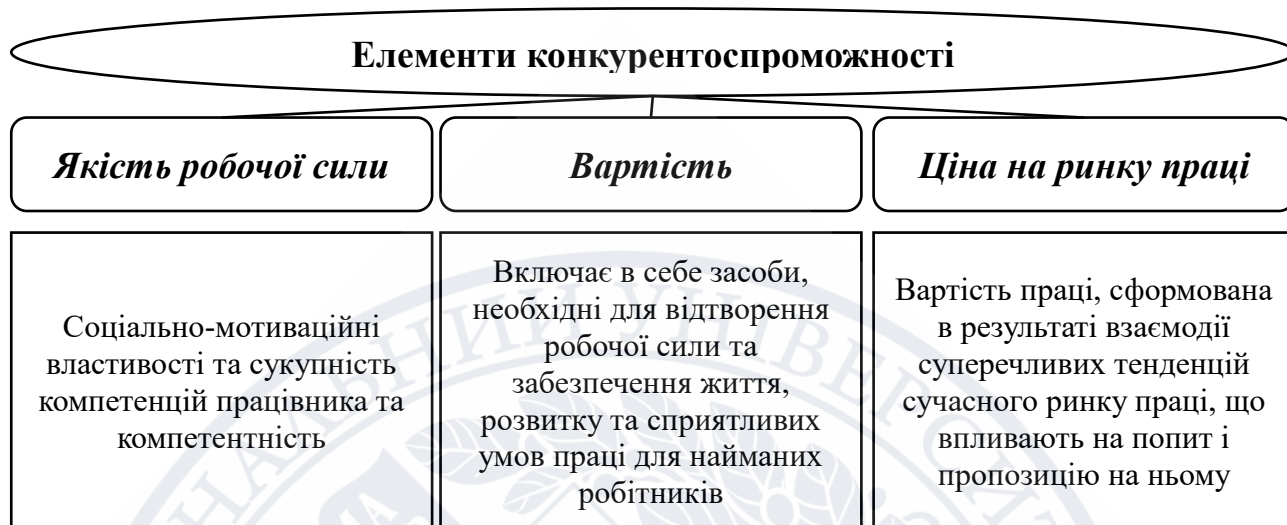 Елементи конкурентоспроможності
Якість робочої сили
Вартість
Ціна на ринку праці
Соціально-мотиваційні
властивості та сукупність
компетенцій працівника та
компетентність
Включає в себе засоби,
необхідні для відтворення
робочої сили та
забезпечення життя,
розвитку та сприятливих
умов праці для найманих
робітників
Вартість праці, сформована
в результаті взаємодії
суперечливих тенденцій
сучасного ринку праці, що
впливають на попит і
пропозицію на ньому